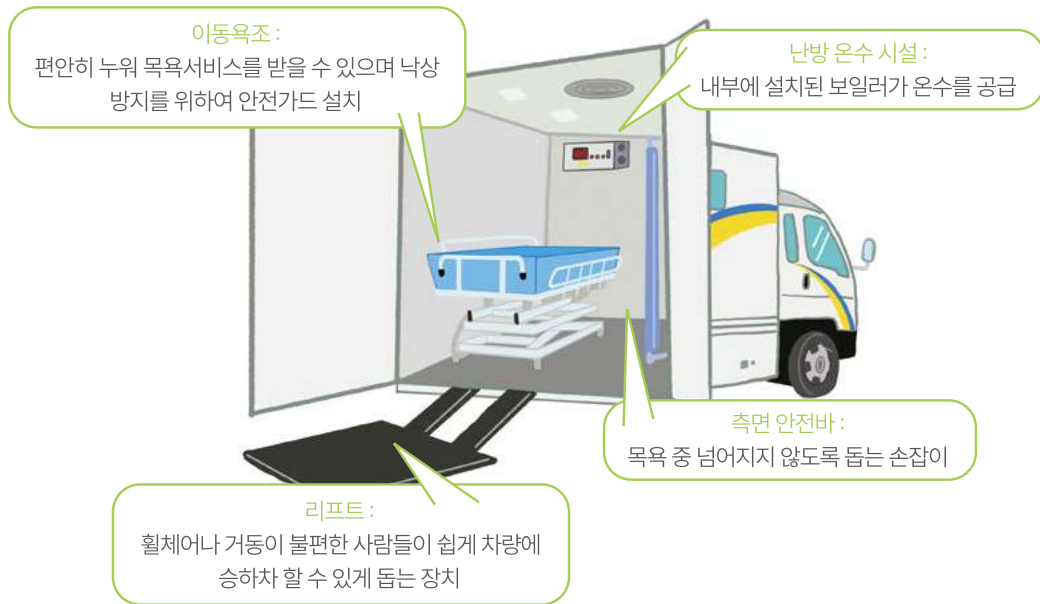 이동욕조 :
편안히 누워 목욕서비스를 받을 수 있으며 낙상
방지를 위하여 안전가드 설치
난방 온수 시설 :
내부에 설치된 보일러가 온수를 공급
측면 안전바 :
목욕 중 넘어지지 않도록 돕는 손잡이
리프트 :
휠체어나 거동이 불편한 사람들이 쉽게 차량에
승하차 할 수 있게 돕는 장치